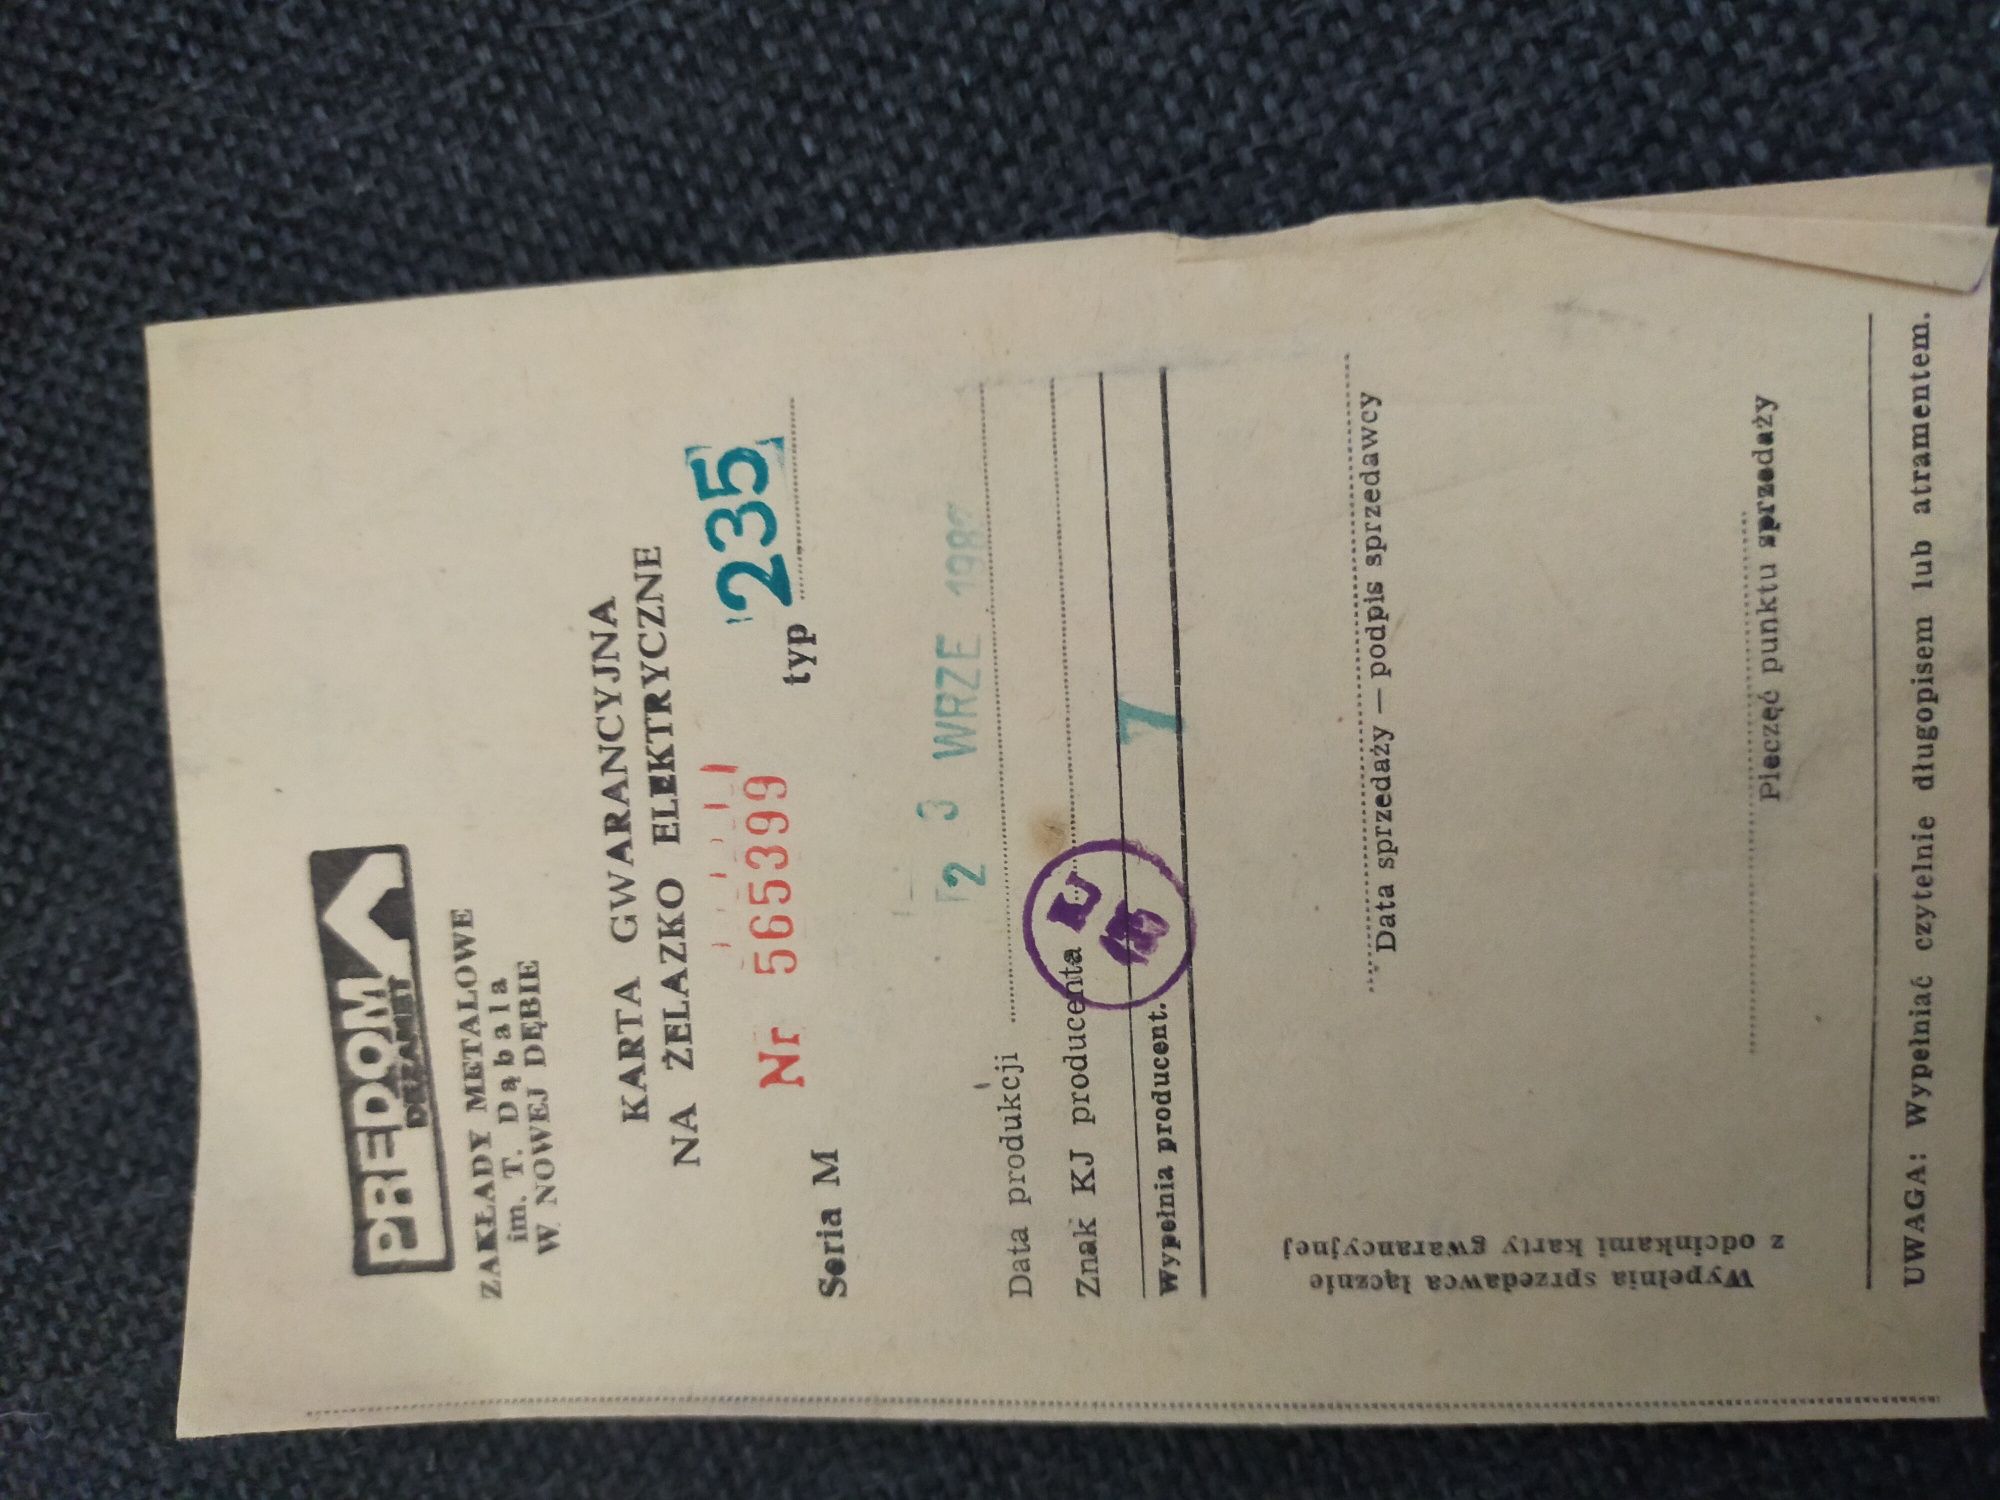 PREDOM
DEZAMET
ZAKŁADY METALOWE
im. T. Dąbala
W NOWEJ DĘBIE
KARTA GWARANCYJNA
NA ŻELAZKO ELEKTRYCZNE
Seria M Nr 565399 typ 235
Data produkcji 23 WRZE
Znak KJ producenta
Wypełnia producent.
7
Wypełnia sprzedawca łącznie
z odcinkami karty gwarancyjnej
Data sprzedaży — podpis sprzedawcy
Pieczęć punktu sprzedaży
UWAGA: Wypełniać czytelnie długopisem lub atramentem.